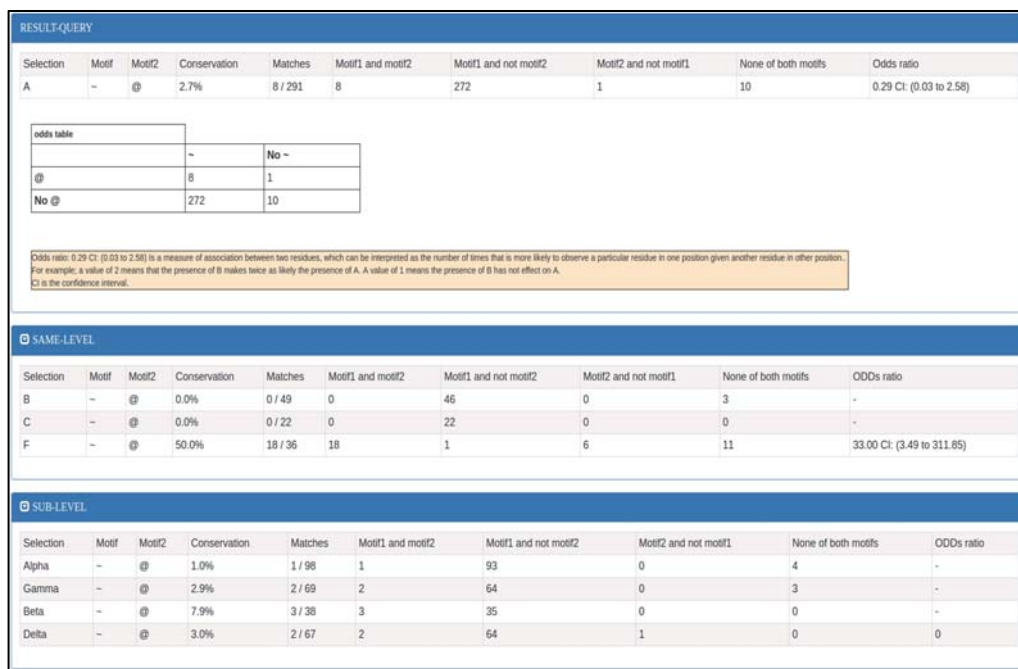 RESULT-QUERY
Selection Motif Motif2 Conservation Matches Motif1 and motif2 Motif1 and not motif2 Motif2 and not motif1 None of both motifs Odds ratio
A ~ @ 2.7% 8 / 291 8 272 1 10 0.29 CI: (0.03 to 2.58)
odds table
~ No ~
@ 8 1
No @ 272 10
Odds ratio: 0.29 CI: (0.03 to 2.58) is a measure of association between two residues, which can be interpreted as the number of times that is more likely to observe a particular residue in one position given another residue in other position..
For example; a value of 2 means that the presence of B makes twice as likely the presence of A. A value of 1 means the presence of B has not effect on A.
CI is the confidence interval.
SAME-LEVEL
Selection Motif Motif2 Conservation Matches Motif1 and motif2 Motif1 and not motif2 Motif2 and not motif1 None of both motifs ODDs ratio
B ~ @ 0.0% 0 / 49 0 46 0 3 -
C ~ @ 0.0% 0 / 22 0 22 0 0 -
F ~ @ 50.0% 18 / 36 18 1 6 11 33.00 CI: (3.49 to 311.85)
SUB-LEVEL
Selection Motif Motif2 Conservation Matches Motif1 and motif2 Motif1 and not motif2 Motif2 and not motif1 None of both motifs ODDs ratio
Alpha ~ @ 1.0% 1 / 98 1 93 0 4 -
Gamma ~ @ 2.9% 2 / 69 2 64 0 3 -
Beta ~ @ 7.9% 3 / 38 3 35 0 0 -
Delta ~ @ 3.0% 2 / 67 2 64 1 0 0